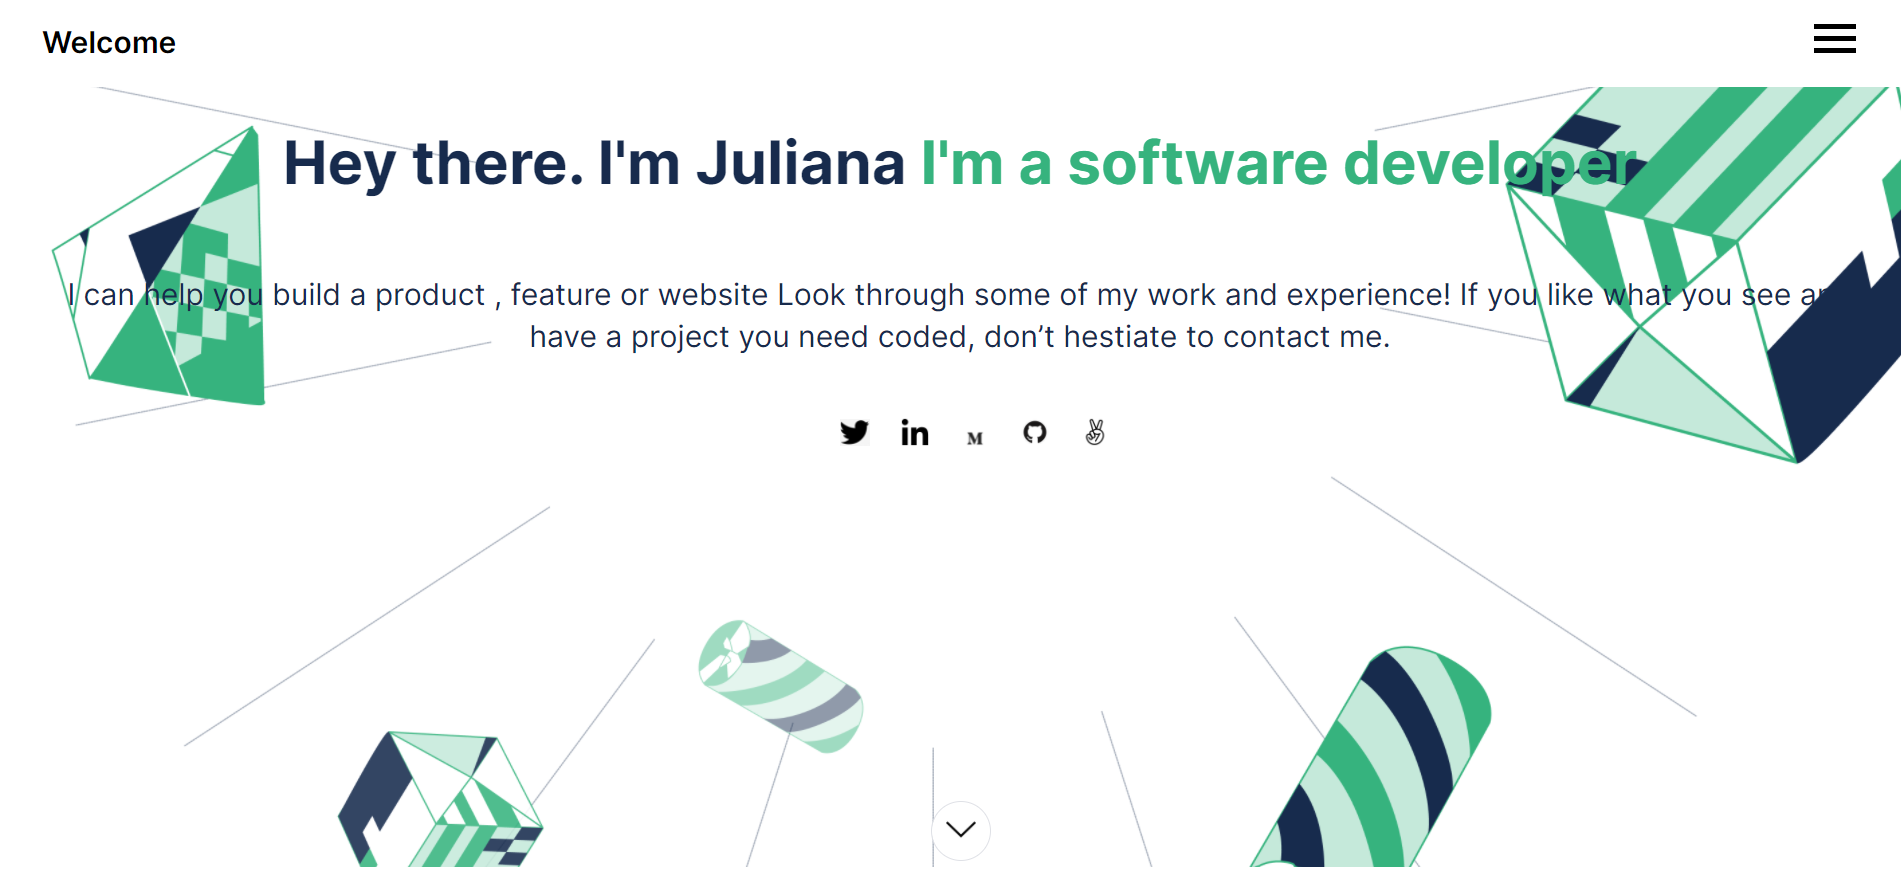 Welcome
Hey there. I'm Juliana I'm a software developer
I can help you build a product , feature or website Look through some of my work and experience! If you like what you see
have a project you need coded, don’t hestiate to contact me.
in
M